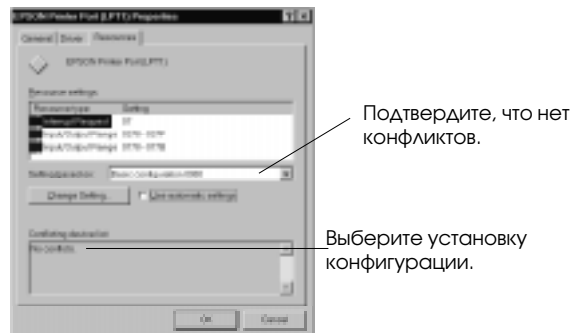 EPSON Printer Port (LPT1) Properties
General Driver Resources
EPSON Printer Port (LPT1)
Resource settings:
Resource type Setting
Interrupt Request 07
Input/Output Range 0378 - 037F
Input/Output Range
Setting based on: Basic configuration
Change Setting... Use automatic settings
Conflicting device list:
No conflicts.
OK Cancel
Подтвердите, что нет
конфликтов.
Выберите установку
конфигурации.